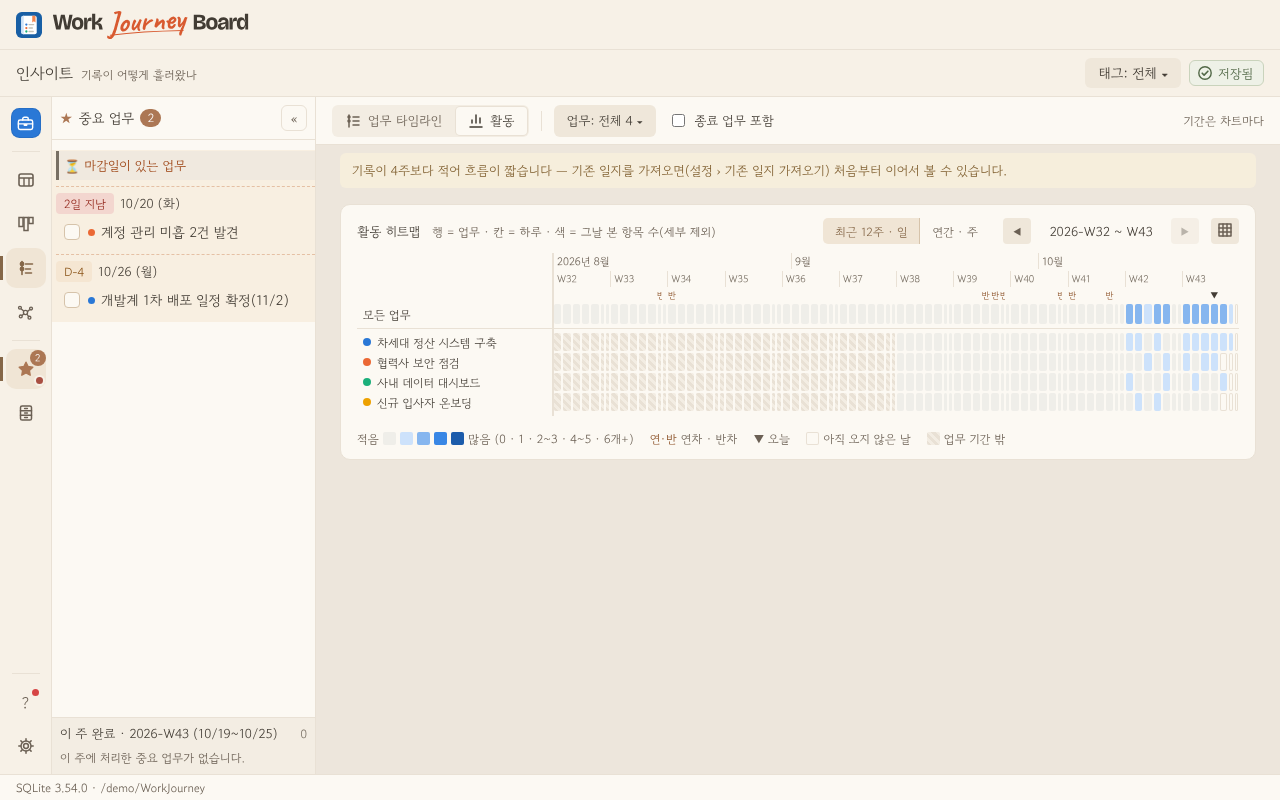 Work Journey Board
인사이트 기록이 어떻게 흘러왔나
태그: 전체
저장됨
★ 중요 업무 2
«
⏳ 마감일이 있는 업무
2일 지남 10/20 (화)
계정 관리 미흡 2건 발견
D-4 10/26 (월)
개발계 1차 배포 일정 확정(11/2)
이 주 완료 · 2026-W43 (10/19~10/25) 0
이 주에 처리한 중요 업무가 없습니다.
2
?
업무 타임라인
활동
업무: 전체 4
종료 업무 포함
기간은 차트마다
기록이 4주보다 적어 흐름이 짧습니다 — 기존 일지를 가져오면(설정 › 기존 일지 가져오기) 처음부터 이어서 볼 수 있습니다.
활동 히트맵 행 = 업무 · 칸 = 하루 · 색 = 그날 본 항목 수(세부 제외)
최근 12주 · 일
연간 · 주
◀ 2026-W32 ~ W43 ▶
2026년 8월 9월 10월
W32 W33 W34 W35 W36 W37 W38 W39 W40 W41 W42 W43
반 반 반 반 반 반 ▼
모든 업무
차세대 정산 시스템 구축
협력사 보안 점검
사내 데이터 대시보드
신규 입사자 온보딩
적음 많음 (0 · 1 · 2~3 · 4~5 · 6개+) 연·반 연차 · 반차 ▼ 오늘 아직 오지 않은 날 업무 기간 밖
SQLite 3.54.0 · /demo/WorkJourney